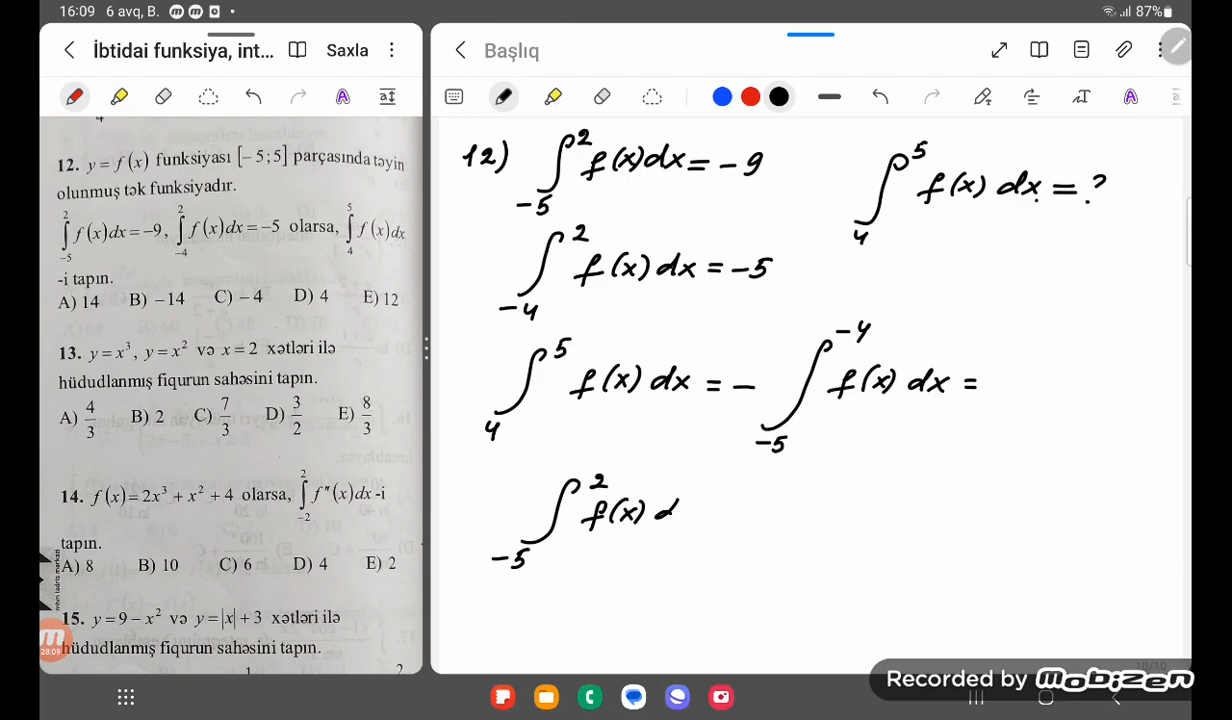 16:09 6 avq, B. 87%
İbtidai funksiya, int... Saxla
Başlıq
12. y = f(x) funksiyası [−5;5] parçasında təyin
olunmuş tək funksiyadır.
∫₋₅² f(x)dx = −9, ∫₋₄² f(x)dx = −5 olarsa, ∫₄⁵ f(x)dx
-i tapın.
A) 14 B) −14 C) −4 D) 4 E) 12
13. y = x³, y = x² və x = 2 xətləri ilə
hüdudlanmış fiqurun sahəsini tapın.
A) 4/3 B) 2 C) 7/3 D) 3/2 E) 8/3
14. f(x) = 2x³ + x² + 4 olarsa, ∫₋₂² f″(x)dx -i
tapın.
A) 8 B) 10 C) 6 D) 4 E) 2
15. y = 9 − x² və y = |x| + 3 xətləri ilə
hüdudlanmış fiqurun sahəsini tapın.
28:09
12) ∫₋₅² f(x)dx = −9
∫₄⁵ f(x) dx = ?
∫₋₄² f(x) dx = −5
∫₄⁵ f(x) dx = − ∫₋₅⁻⁴ f(x) dx =
∫₋₅² f(x) d
Recorded by mobizen